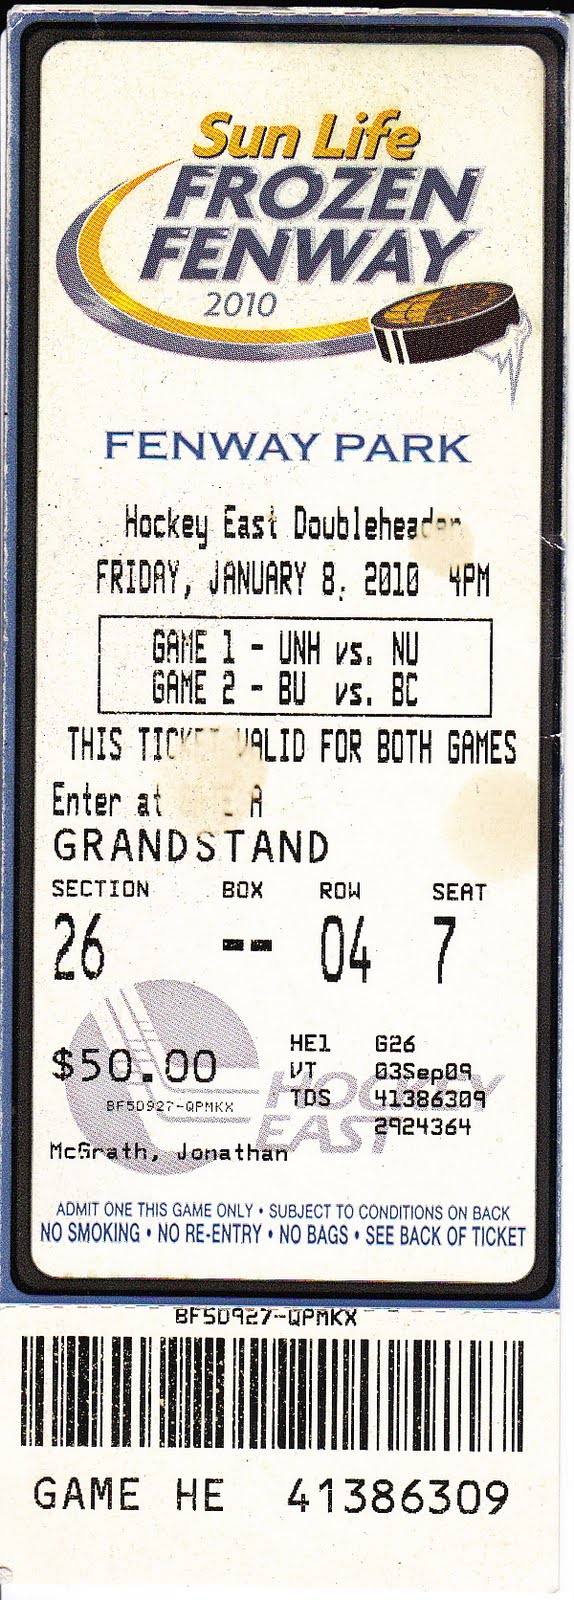 Sun Life
FROZEN
FENWAY
2010
FENWAY PARK
Hockey East Doubleheader
FRIDAY, JANUARY 8, 2010 4PM
GAME 1 - UNH vs. NU
GAME 2 - BU vs. BC
THIS TICKET VALID FOR BOTH GAMES
Enter at A
GRANDSTAND
SECTION BOX ROW SEAT
26 -- 04 7
$50.00
BF5D927-QPMKX
HE1 G26
VT 03Sep09
TDS 41386309
2924364
HOCKEY
EAST
McGrath, Jonathan
ADMIT ONE THIS GAME ONLY • SUBJECT TO CONDITIONS ON BACK
NO SMOKING • NO RE-ENTRY • NO BAGS • SEE BACK OF TICKET
BF5D927-QPMKX
GAME HE 41386309